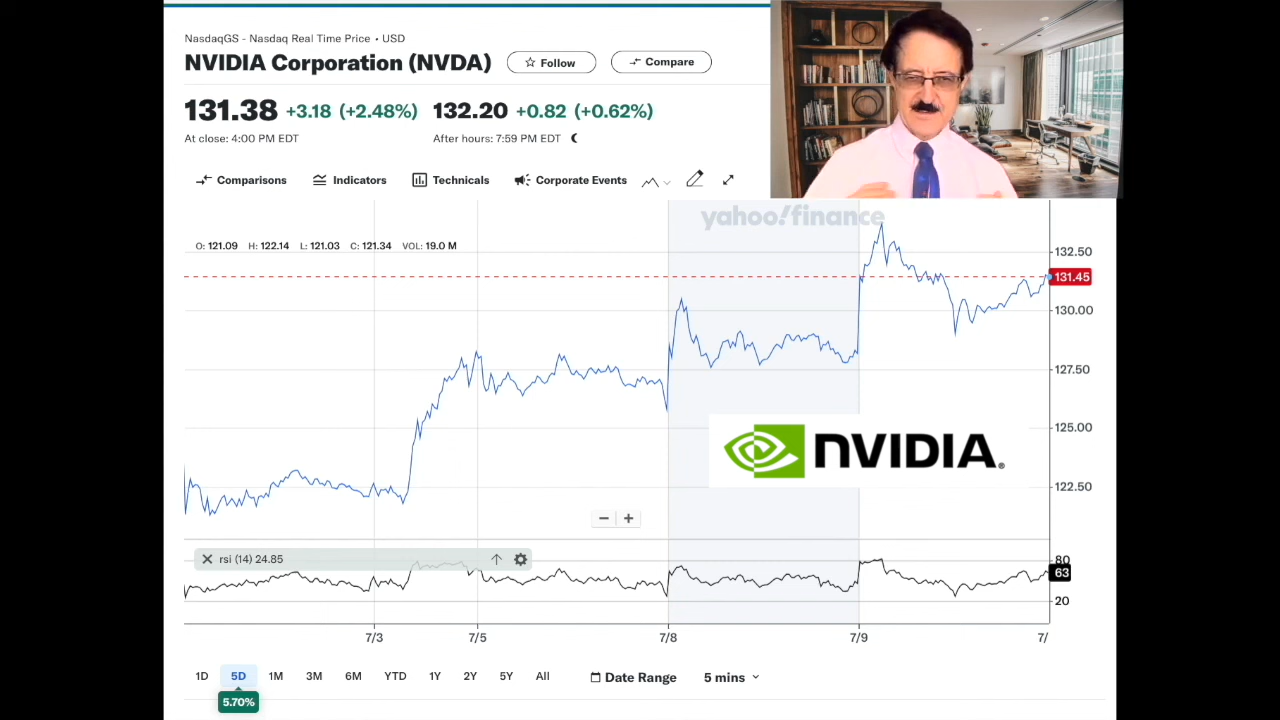 NasdaqGS - Nasdaq Real Time Price • USD
NVIDIA Corporation (NVDA)
Follow
Compare
131.38 +3.18 (+2.48%) 132.20 +0.82 (+0.62%)
At close: 4:00 PM EDT After hours: 7:59 PM EDT
Comparisons Indicators Technicals Corporate Events
yahoo!finance
O: 121.09 H: 122.14 L: 121.03 C: 121.34 VOL: 19.0 M
132.50
131.45
130.00
127.50
125.00
NVIDIA.
122.50
rsi (14) 24.85
80
63
20
7/3 7/5 7/8 7/9 7/
1D 5D 1M 3M 6M YTD 1Y 2Y 5Y All Date Range 5 mins
5.70%